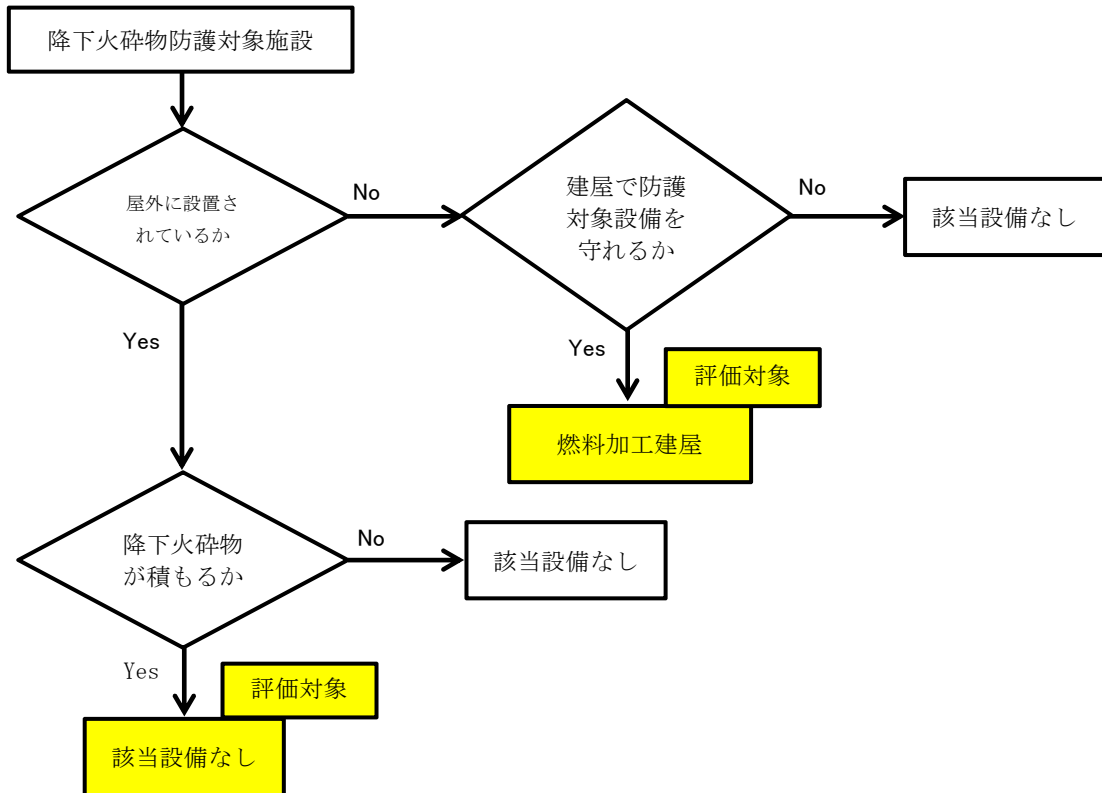 降下火砕物防護対象施設
屋外に設置さ
れているか
No
建屋で防護
対象設備を
守れるか
No
該当設備なし
Yes
Yes
評価対象
燃料加工建屋
降下火砕物
が積もるか
No
該当設備なし
Yes
評価対象
該当設備なし